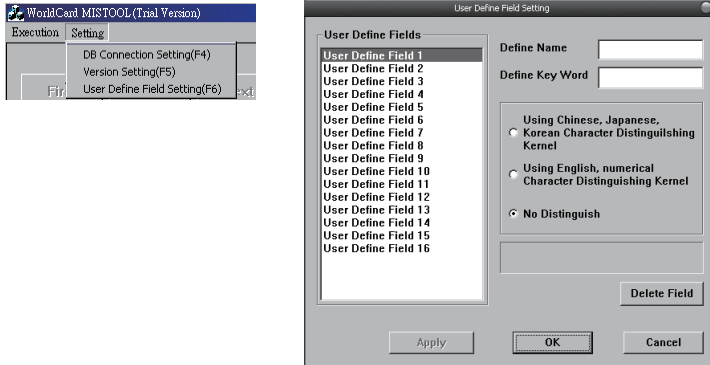 WorldCard MISTOOL(Trial Version)
Execution Setting
DB Connection Setting(F4)
Version Setting(F5)
User Define Field Setting(F6)
User Define Field Setting
User Define Fields
User Define Field 1
User Define Field 2
User Define Field 3
User Define Field 4
User Define Field 5
User Define Field 6
User Define Field 7
User Define Field 8
User Define Field 9
User Define Field 10
User Define Field 11
User Define Field 12
User Define Field 13
User Define Field 14
User Define Field 15
User Define Field 16
Define Name
Define Key Word
Using Chinese, Japanese,
Korean Character Distinguilshing
Kernel
Using English, numerical
Character Distinguishing Kernel
No Distinguish
Delete Field
Apply
OK
Cancel